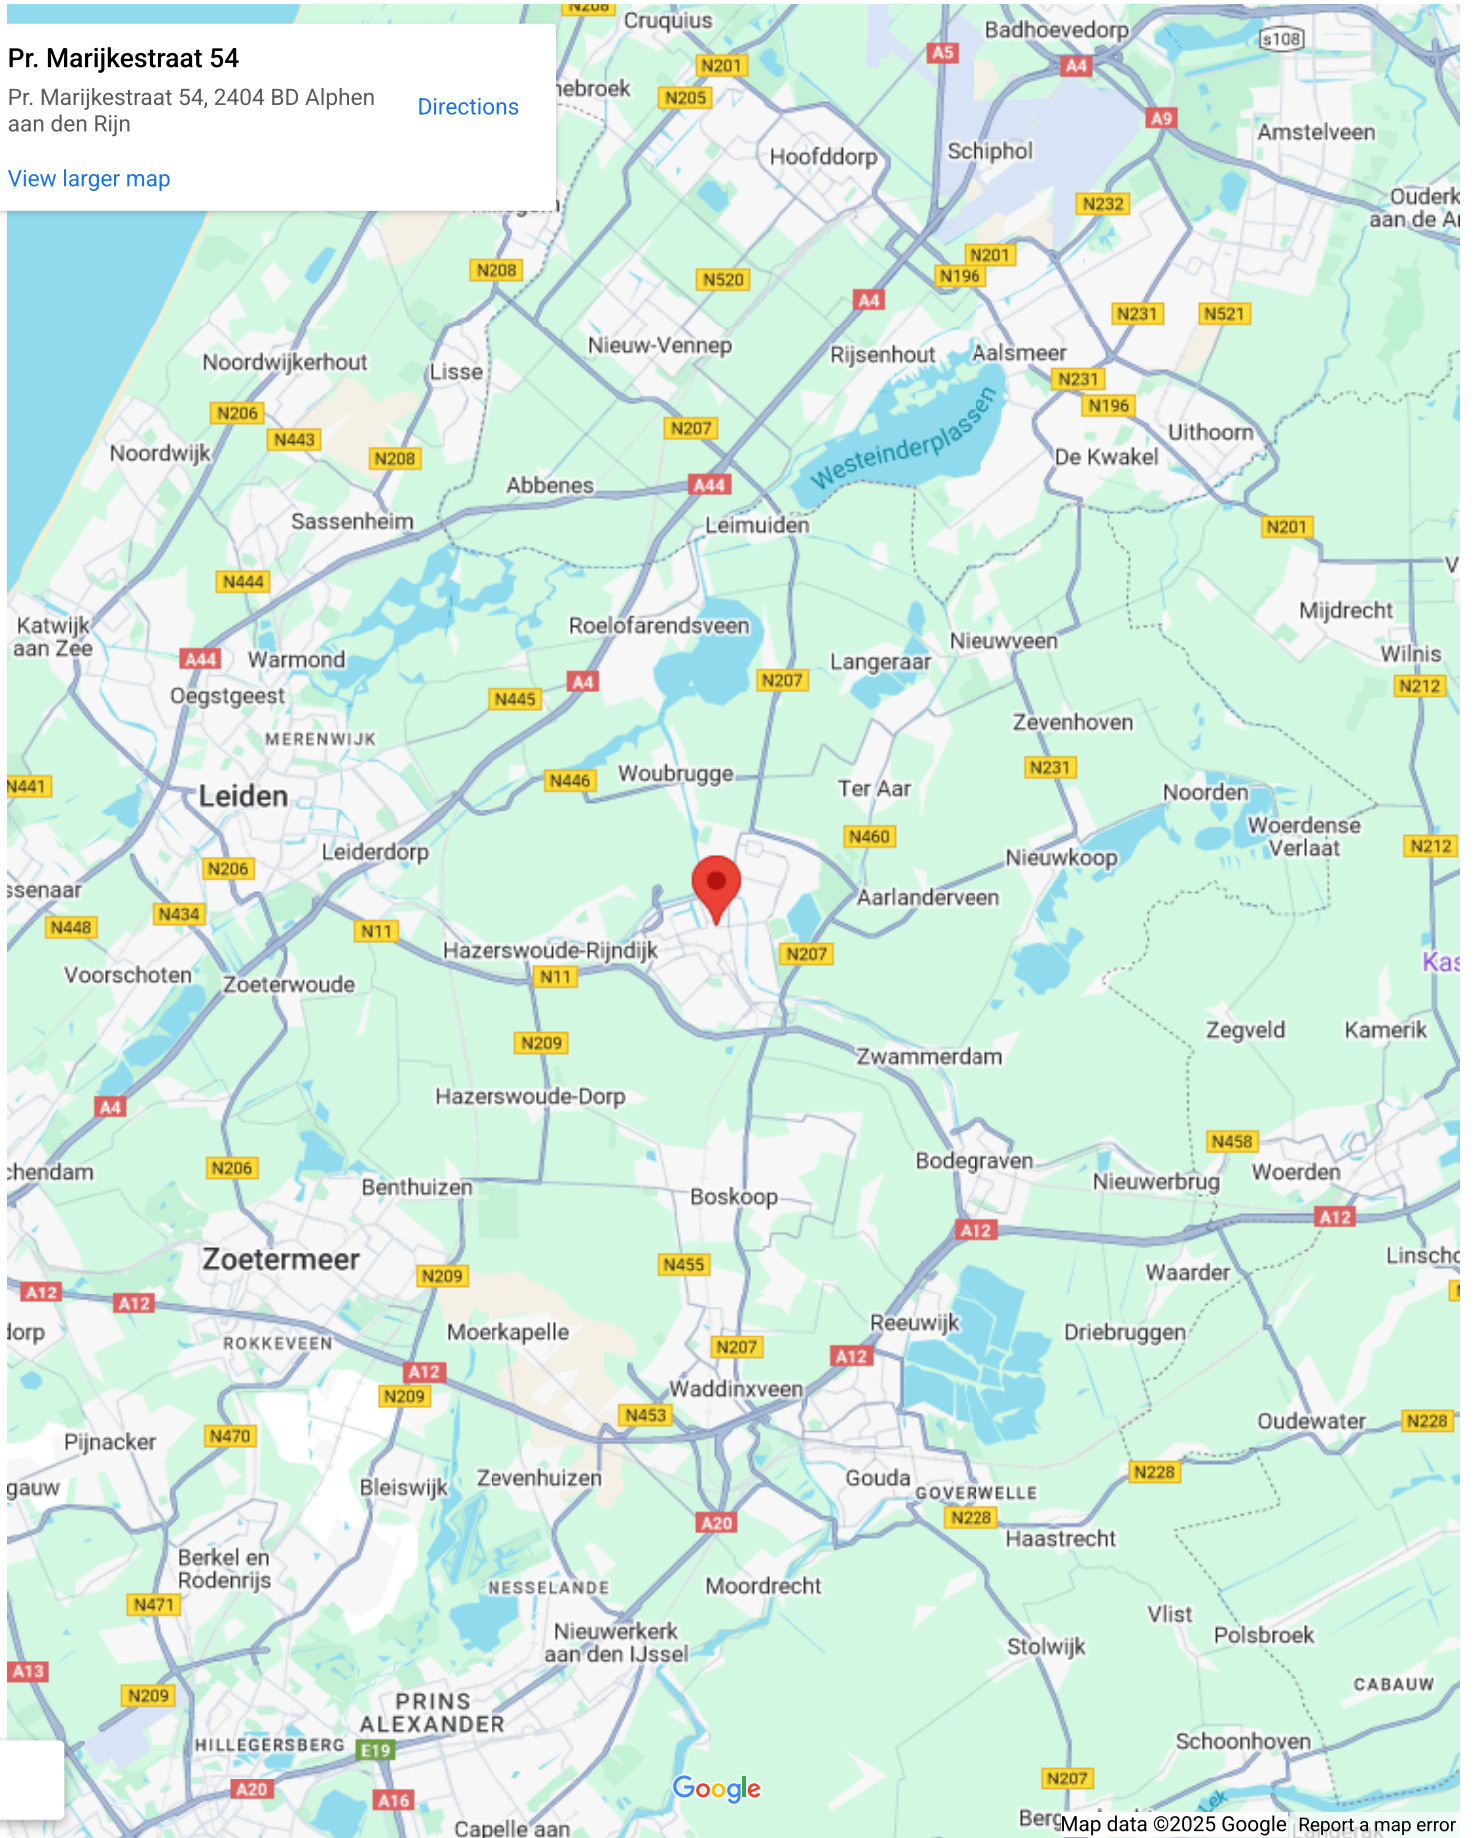 Pr. Marijkestraat 54
Pr. Marijkestraat 54, 2404 BD Alphen
aan den Rijn
Directions
View larger map
N208
Cruquius
Badhoevedorp
s108
A5
A4
N201
N205
A9
Amstelveen
Hoofddorp
Schiphol
N232
aan de
N208
N520
N201
N196
A4
N231
N521
Nieuw-Vennep
Rijsenhout
Aalsmeer
Noordwijkerhout
Lisse
N231
N196
N206
N443
N207
Westeinderplassen
Uithoorn
Noordwijk
N208
De Kwakel
Abbenes
A44
Sassenheim
Leimuiden
N201
N444
Katwijk
aan Zee
Roelofarendsveen
Mijdrecht
Nieuwveen
A44
Warmond
Langeraar
Wilnis
A4
N207
N212
Oegstgeest
N445
Zevenhoven
MERENWIJK
N231
N441
N446
Woubrugge
Ter Aar
Noorden
Leiden
Woerdense
Verlaat
N460
N212
Leiderdorp
Nieuwkoop
N206
Aarlanderveen
N434
N448
N11
Hazerswoude-Rijndijk
N207
Voorschoten
N11
Zoeterwoude
Zegveld
Kamerik
N209
Zwammerdam
Hazerswoude-Dorp
A4
N458
N206
Bodegraven
Woerden
Benthuizen
Boskoop
Nieuwerbrug
A12
A12
Zoetermeer
N455
N209
Waarder
A12
A12
Reeuwijk
Moerkapelle
Driebruggen
ROKKEVEEN
N207
A12
A12
N209
Waddinxveen
N453
Oudewater
N228
N470
Pijnacker
N228
Bleiswijk
Zevenhuizen
Gouda
GOVERWELLE
A20
N228
Haastrecht
Berkel en
Rodenrijs
NESSELANDE
Moordrecht
N471
Vlist
Nieuwerkerk
aan den IJssel
Polsbroek
Stolwijk
A13
CABAUW
N209
PRINS
ALEXANDER
HILLEGERSBERG
E19
Schoonhoven
A20
A16
Google
N207
Lek
Capelle aan
Map data ©2025 Google
Report a map error